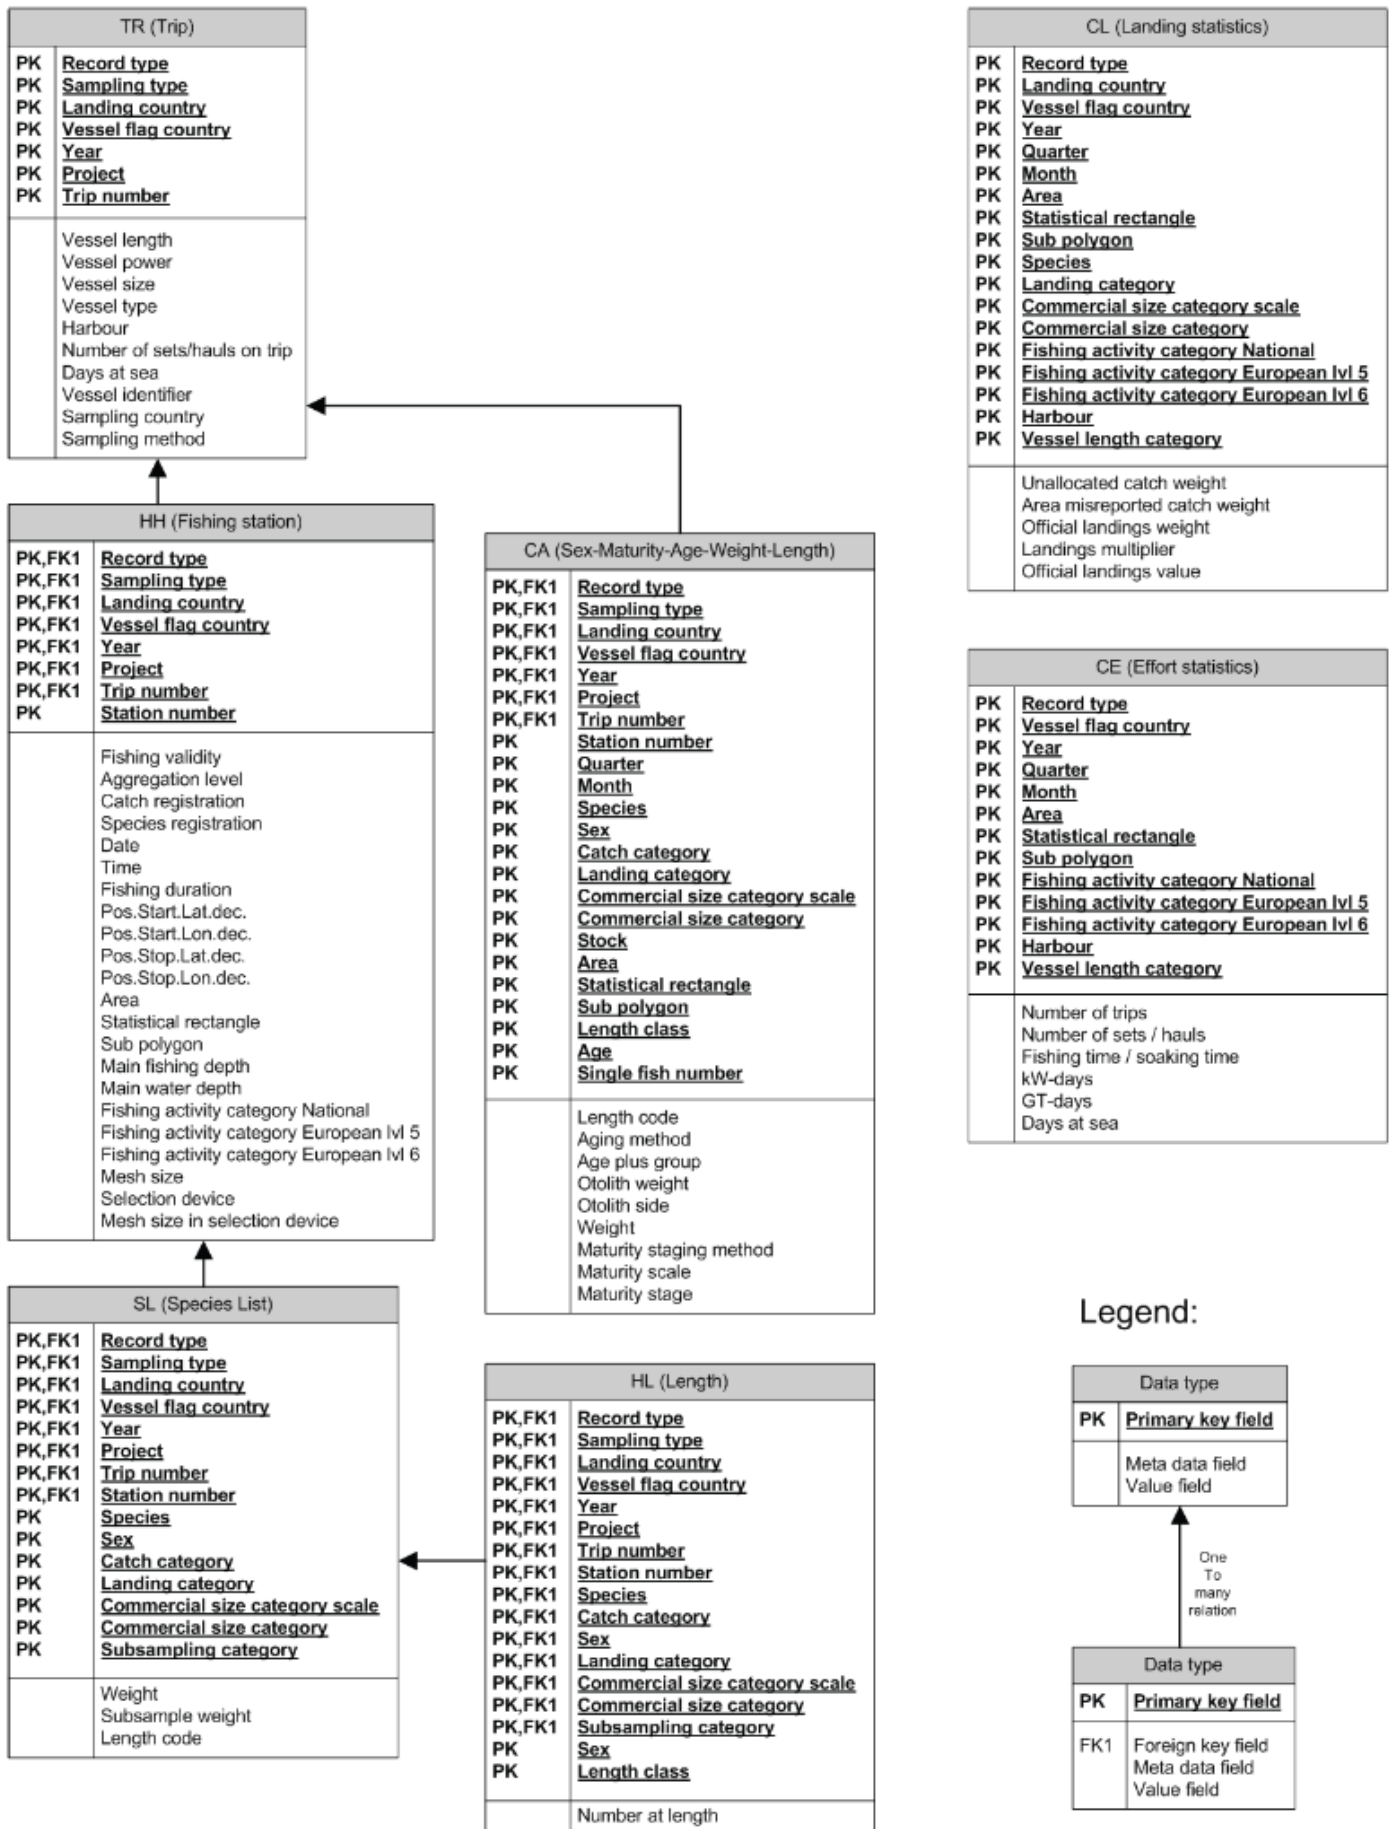 TR (Trip)
PK Record type
PK Sampling type
PK Landing country
PK Vessel flag country
PK Year
PK Project
PK Trip number
Vessel length
Vessel power
Vessel size
Vessel type
Harbour
Number of sets/hauls on trip
Days at sea
Vessel identifier
Sampling country
Sampling method
HH (Fishing station)
PK,FK1 Record type
PK,FK1 Sampling type
PK,FK1 Landing country
PK,FK1 Vessel flag country
PK,FK1 Year
PK,FK1 Project
PK,FK1 Trip number
PK Station number
Fishing validity
Aggregation level
Catch registration
Species registration
Date
Time
Fishing duration
Pos.Start.Lat.dec.
Pos.Start.Lon.dec.
Pos.Stop.Lat.dec.
Pos.Stop.Lon.dec.
Area
Statistical rectangle
Sub polygon
Main fishing depth
Main water depth
Fishing activity category National
Fishing activity category European lvl 5
Fishing activity category European lvl 6
Mesh size
Selection device
Mesh size in selection device
SL (Species List)
PK,FK1 Record type
PK,FK1 Sampling type
PK,FK1 Landing country
PK,FK1 Vessel flag country
PK,FK1 Year
PK,FK1 Project
PK,FK1 Trip number
PK,FK1 Station number
PK Species
PK Sex
PK Catch category
PK Landing category
PK Commercial size category scale
PK Commercial size category
PK Subsampling category
Weight
Subsample weight
Length code
CA (Sex-Maturity-Age-Weight-Length)
PK,FK1 Record type
PK,FK1 Sampling type
PK,FK1 Landing country
PK,FK1 Vessel flag country
PK,FK1 Year
PK,FK1 Project
PK,FK1 Trip number
PK Station number
PK Quarter
PK Month
PK Species
PK Sex
PK Catch category
PK Landing category
PK Commercial size category scale
PK Commercial size category
PK Stock
PK Area
PK Statistical rectangle
PK Sub polygon
PK Length class
PK Age
PK Single fish number
Length code
Aging method
Age plus group
Otolith weight
Otolith side
Weight
Maturity staging method
Maturity scale
Maturity stage
HL (Length)
PK,FK1 Record type
PK,FK1 Sampling type
PK,FK1 Landing country
PK,FK1 Vessel flag country
PK,FK1 Year
PK,FK1 Project
PK,FK1 Trip number
PK,FK1 Station number
PK,FK1 Species
PK,FK1 Catch category
PK,FK1 Sex
PK,FK1 Landing category
PK,FK1 Commercial size category scale
PK,FK1 Commercial size category
PK,FK1 Subsampling category
PK Sex
PK Length class
Number at length
CL (Landing statistics)
PK Record type
PK Landing country
PK Vessel flag country
PK Year
PK Quarter
PK Month
PK Area
PK Statistical rectangle
PK Sub polygon
PK Species
PK Landing category
PK Commercial size category scale
PK Commercial size category
PK Fishing activity category National
PK Fishing activity category European lvl 5
PK Fishing activity category European lvl 6
PK Harbour
PK Vessel length category
Unallocated catch weight
Area misreported catch weight
Official landings weight
Landings multiplier
Official landings value
CE (Effort statistics)
PK Record type
PK Vessel flag country
PK Year
PK Quarter
PK Month
PK Area
PK Statistical rectangle
PK Sub polygon
PK Fishing activity category National
PK Fishing activity category European lvl 5
PK Fishing activity category European lvl 6
PK Harbour
PK Vessel length category
Number of trips
Number of sets / hauls
Fishing time / soaking time
kW-days
GT-days
Days at sea
Legend:
Data type
PK Primary key field
Meta data field
Value field
One
To
many
relation
Data type
PK Primary key field
FK1 Foreign key field
Meta data field
Value field